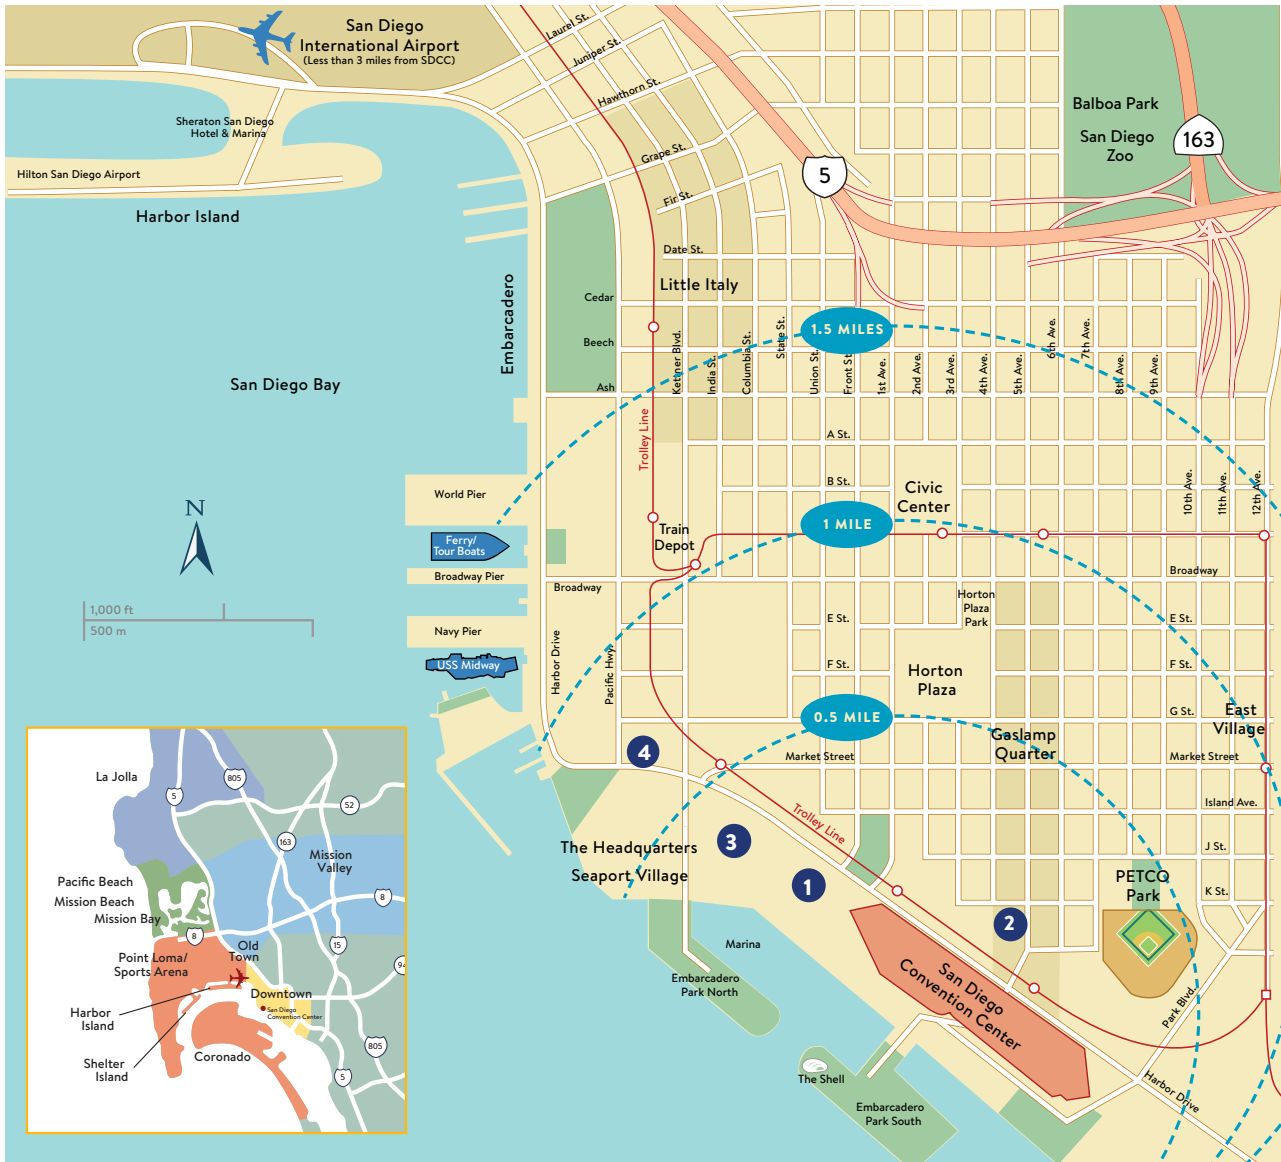 San Diego
International Airport
(Less than 3 miles from SDCC)
Laurel St.
Juniper St.
Hawthorn St.
Grape St.
Fir St.
Date St.
Sheraton San Diego
Hotel & Marina
Hilton San Diego Airport
Harbor Island
Balboa Park
San Diego
Zoo
163
5
Embarcadero
Little Italy
Cedar
Beech
Ash
1.5 MILES
Kettner Blvd.
India St.
Columbia St.
State St.
Union St.
Front St.
1st Ave.
2nd Ave.
3rd Ave.
4th Ave.
5th Ave.
6th Ave.
7th Ave.
8th Ave.
9th Ave.
10th Ave.
11th Ave.
12th Ave.
San Diego Bay
Trolley Line
A St.
B St.
Civic
Center
World Pier
N
Ferry/
Tour Boats
Train
Depot
1 MILE
Broadway Pier
Broadway
Broadway
1,000 ft
500 m
Navy Pier
USS Midway
Harbor Drive
Pacific Hwy
E St.
F St.
Horton
Plaza
Park
E St.
F St.
Horton
Plaza
G St.
East
Village
0.5 MILE
Gaslamp
Quarter
Market Street
Market Street
4
Island Ave.
Trolley Line
The Headquarters
Seaport Village
3
1
2
J St.
K St.
PETCO
Park
Marina
Embarcadero
Park North
San Diego
Convention Center
Park Blvd.
Harbor Drive
The Shell
Embarcadero
Park South
La Jolla
5
805
52
163
Mission
Valley
8
Pacific Beach
Mission Beach
Mission Bay
8
15
94
Point Loma/
Sports Arena
Old
Town
Downtown
San Diego
Convention Center
Harbor
Island
Shelter
Island
Coronado
805
5